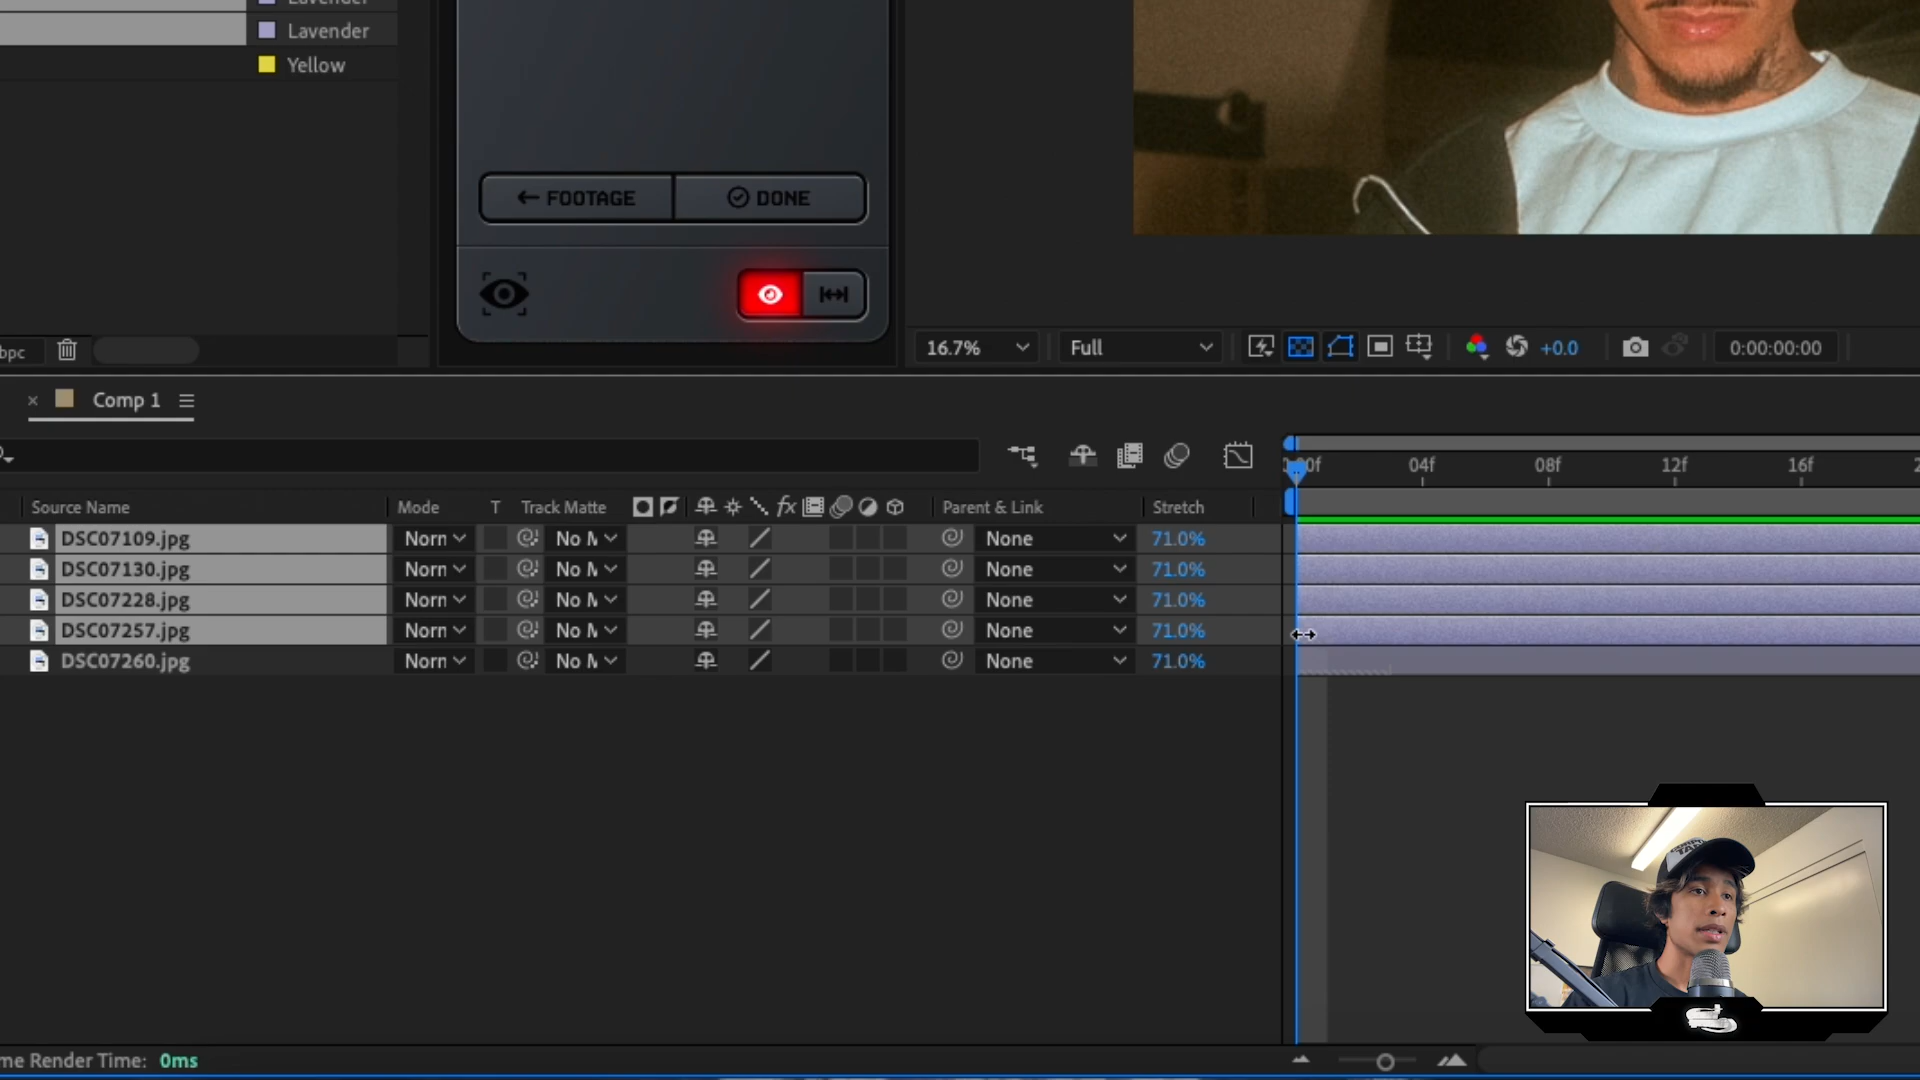 Lavender
Lavender
Yellow
FOOTAGE
DONE
bpc
16.7%
Full
+0.0
0:00:00:00
Comp 1
04f
08f
12f
16f
Source Name
Mode
T
Track Matte
fx
Parent & Link
Stretch
DSC07109.jpg
Norn
No M
None
71.0%
DSC07130.jpg
Norn
No M
None
71.0%
DSC07228.jpg
Norn
No M
None
71.0%
DSC07257.jpg
Norn
No M
None
71.0%
DSC07260.jpg
Norn
No M
None
71.0%
me Render Time: 0ms